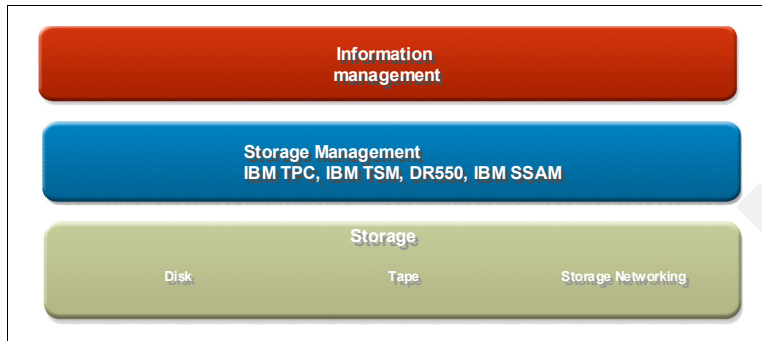 Information
management
Storage Management
IBM TPC, IBM TSM, DR550, IBM SSAM
Storage
Disk Tape Storage Networking